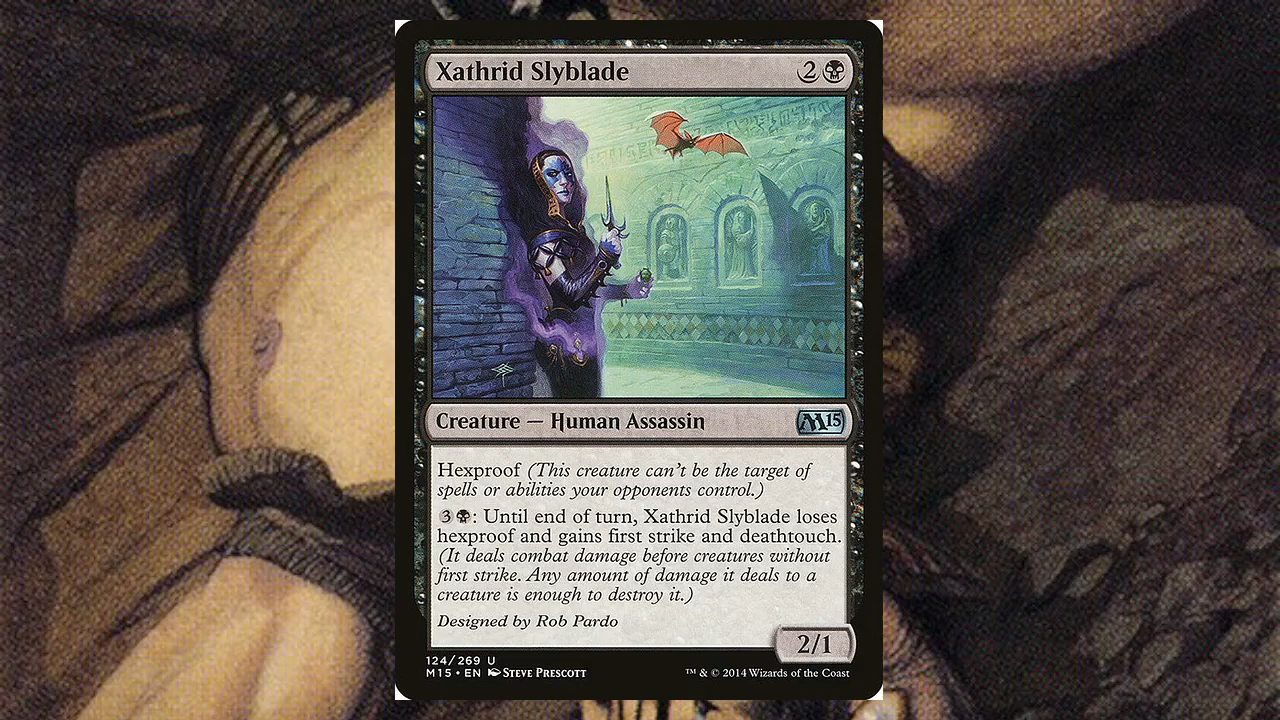 Xathrid Slyblade 2
Creature — Human Assassin M15
Hexproof (This creature can't be the target of
spells or abilities your opponents control.)
3: Until end of turn, Xathrid Slyblade loses
hexproof and gains first strike and deathtouch.
(It deals combat damage before creatures without
first strike. Any amount of damage it deals to a
creature is enough to destroy it.)
Designed by Rob Pardo
2/1
124/269 U
M15 • EN STEVE PRESCOTT ™ & © 2014 Wizards of the Coast